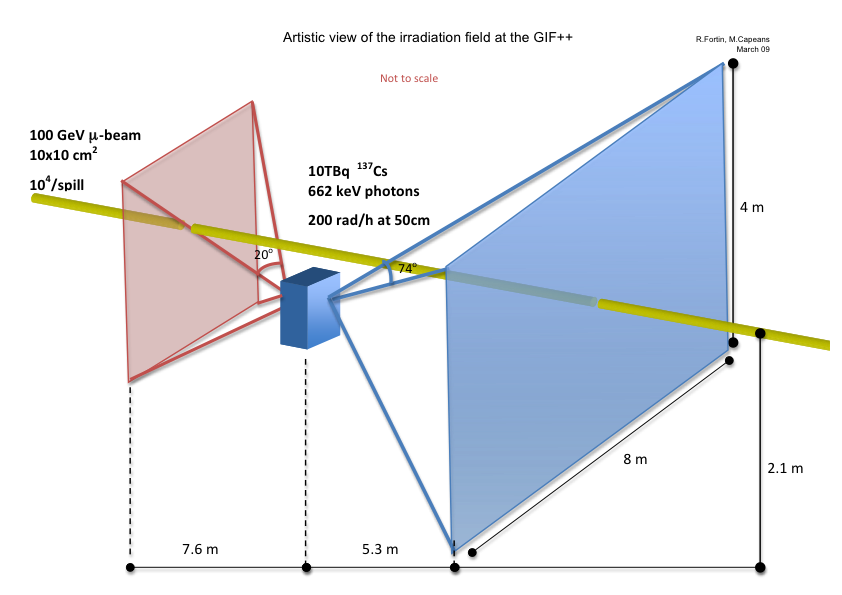 Artistic view of the irradiation field at the GIF++
R.Fortin, M.Capeans
March 09
Not to scale
100 GeV μ-beam
10x10 cm²
10⁴/spill
10TBq ¹³⁷Cs
662 keV photons
200 rad/h at 50cm
20°
74°
4 m
8 m
2.1 m
7.6 m
5.3 m